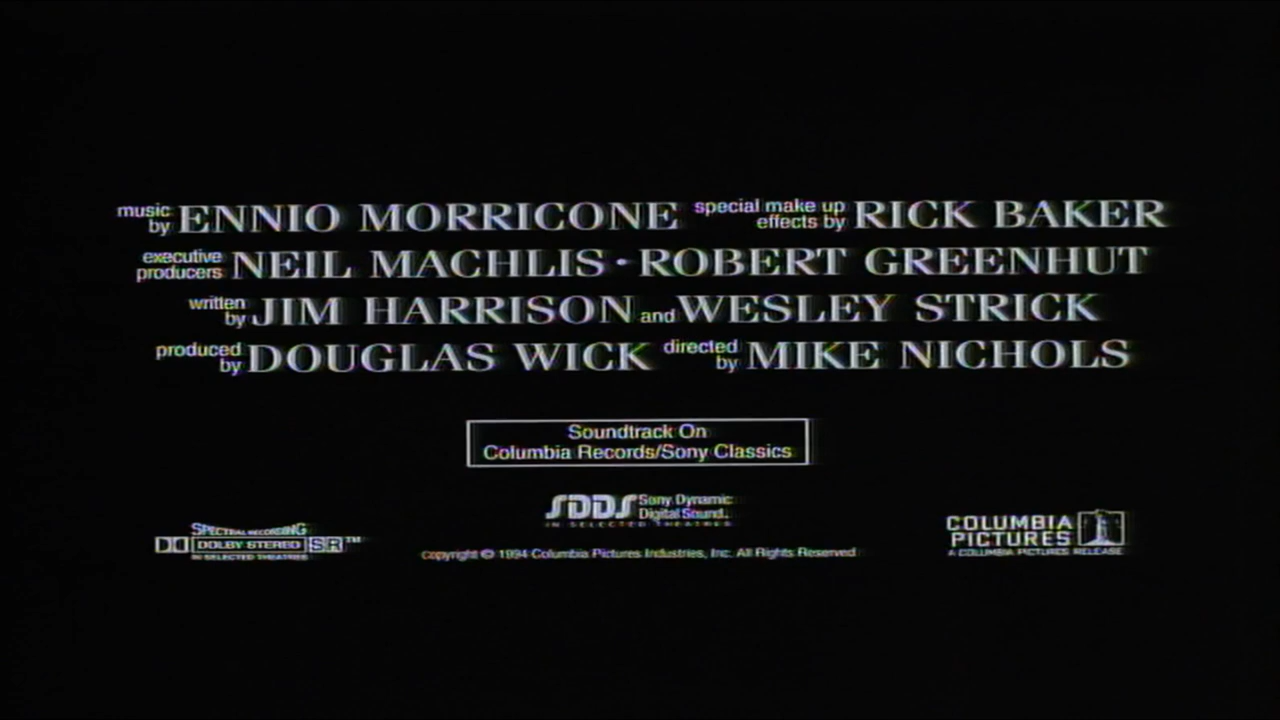 music by ENNIO MORRICONE special make up effects by RICK BAKER
executive producers NEIL MACHLIS · ROBERT GREENHUT
written by JIM HARRISON and WESLEY STRICK
produced by DOUGLAS WICK directed by MIKE NICHOLS
Soundtrack On
Columbia Records/Sony Classics
SDDS Sony Dynamic Digital Sound.
IN SELECTED THEATRES
SPECTRAL RECORDING
DOLBY STEREO SR™
IN SELECTED THEATRES
Copyright © 1994 Columbia Pictures Industries, Inc. All Rights Reserved
COLUMBIA PICTURES
A COLUMBIA PICTURES RELEASE